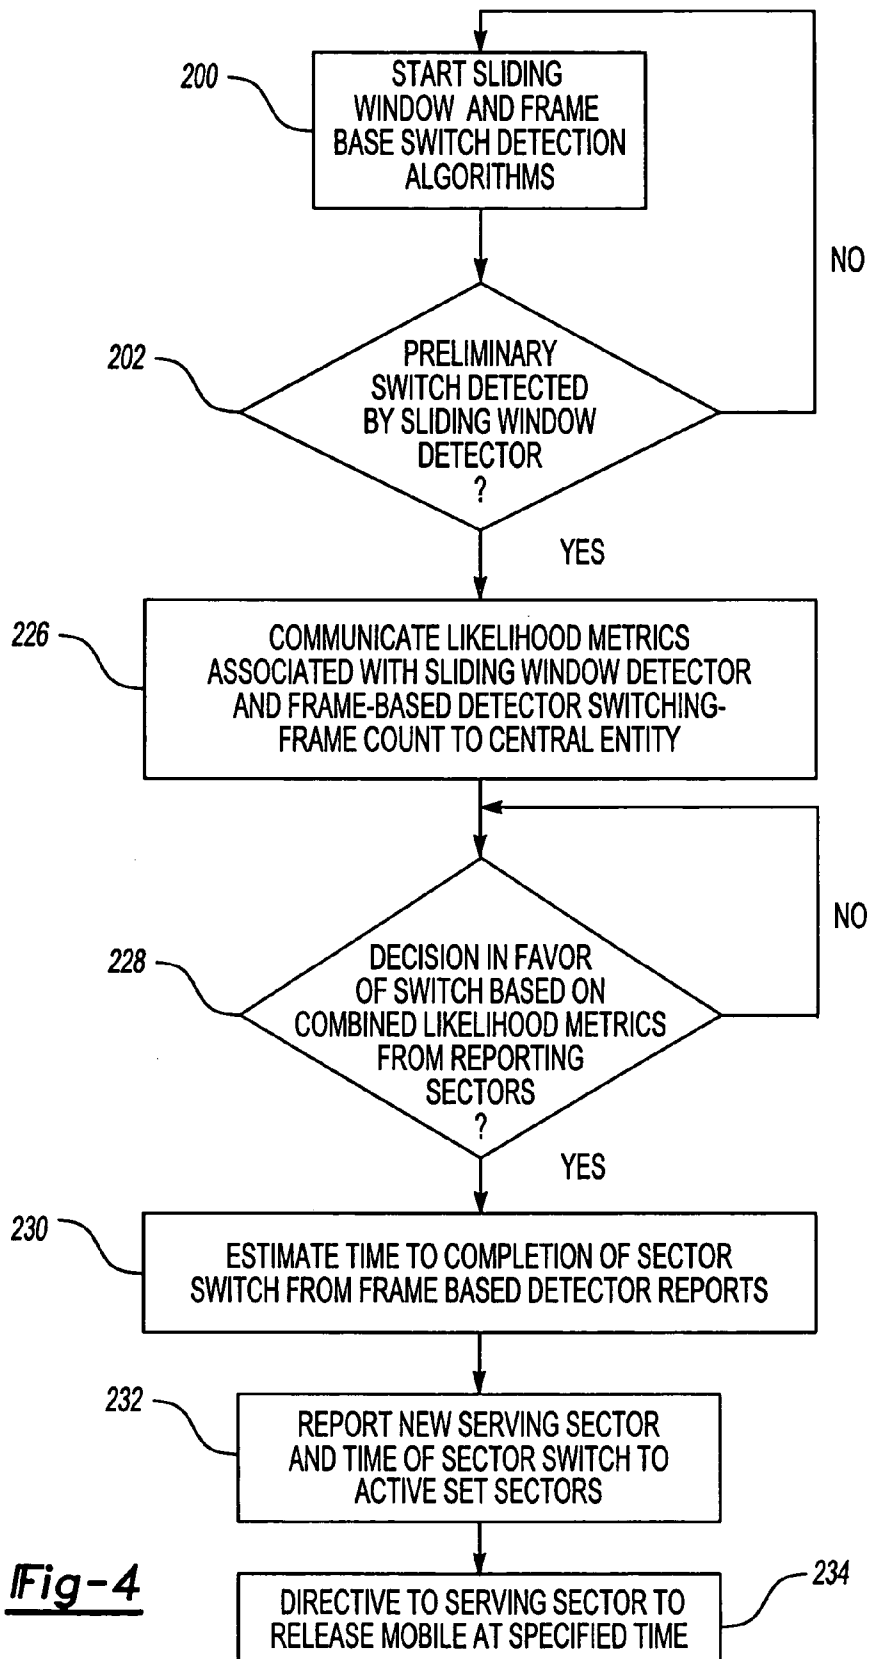 200
START SLIDING
WINDOW AND FRAME
BASE SWITCH DETECTION
ALGORITHMS
NO
202
PRELIMINARY
SWITCH DETECTED
BY SLIDING WINDOW
DETECTOR
?
YES
226
COMMUNICATE LIKELIHOOD METRICS
ASSOCIATED WITH SLIDING WINDOW DETECTOR
AND FRAME-BASED DETECTOR SWITCHING-
FRAME COUNT TO CENTRAL ENTITY
NO
228
DECISION IN FAVOR
OF SWITCH BASED ON
COMBINED LIKELIHOOD METRICS
FROM REPORTING
SECTORS
?
YES
230
ESTIMATE TIME TO COMPLETION OF SECTOR
SWITCH FROM FRAME BASED DETECTOR REPORTS
232
REPORT NEW SERVING SECTOR
AND TIME OF SECTOR SWITCH TO
ACTIVE SET SECTORS
234
DIRECTIVE TO SERVING SECTOR TO
RELEASE MOBILE AT SPECIFIED TIME
Fig-4